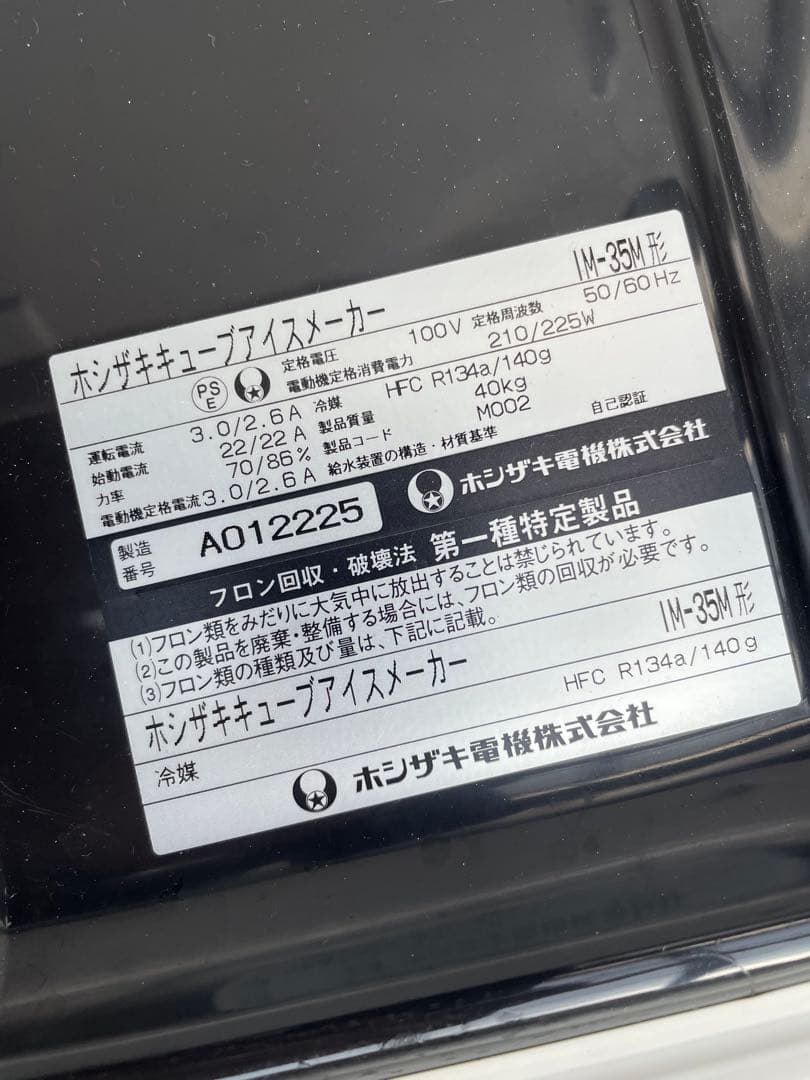 ホシザキキューブアイスメーカー IM-35M形
PSE 定格電圧 100V 定格周波数 50/60Hz
電動機定格消費電力 210/225W
運転電流 3.0/2.6A 冷媒 HFC R134a/140g
始動電流 22/22A 製品質量 40kg
力率 70/86% 製品コード M002
電動機定格電流 3.0/2.6A 給水装置の構造・材質基準 自己認証
製造番号 A012225 ホシザキ電機株式会社
フロン回収・破壊法 第一種特定製品
(1)フロン類をみだりに大気中に放出することは禁じられています。
(2)この製品を廃棄・整備する場合には、フロン類の回収が必要です。
(3)フロン類の種類及び量は、下記に記載。
ホシザキキューブアイスメーカー IM-35M形
冷媒 HFC R134a/140g
ホシザキ電機株式会社